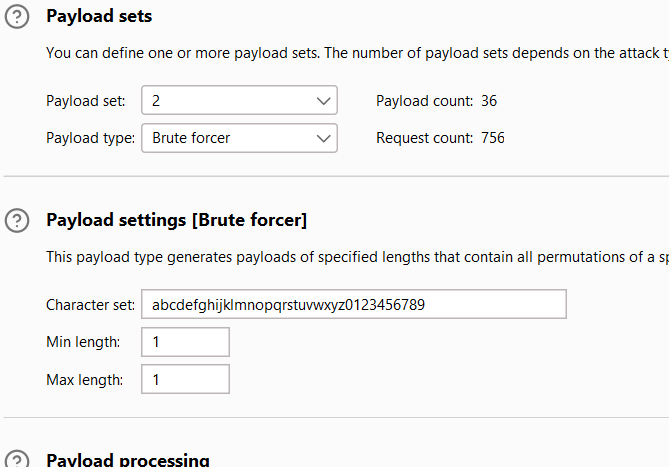 Payload sets
You can define one or more payload sets. The number of payload sets depends on the attack
Payload set: 2 Payload count: 36
Payload type: Brute forcer Request count: 756
Payload settings [Brute forcer]
This payload type generates payloads of specified lengths that contain all permutations of a
Character set: abcdefghijklmnopqrstuvwxyz0123456789
Min length: 1
Max length: 1
Payload processing